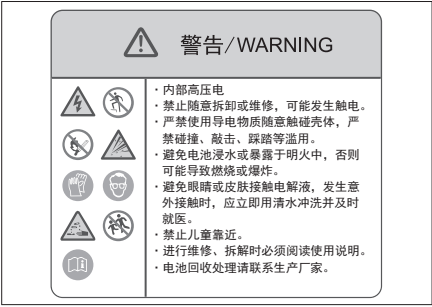 警告/WARNING
·内部高压电
·禁止随意拆卸或维修，可能发生触电。
·严禁使用导电物质随意触碰壳体，严
禁碰撞、敲击、踩踏等滥用。
·避免电池浸水或暴露于明火中，否则
可能导致燃烧或爆炸。
·避免眼睛或皮肤接触电解液，发生意
外接触时，应立即用清水冲洗并及时
就医。
·禁止儿童靠近。
·进行维修、拆解时必须阅读使用说明。
·电池回收处理请联系生产厂家。